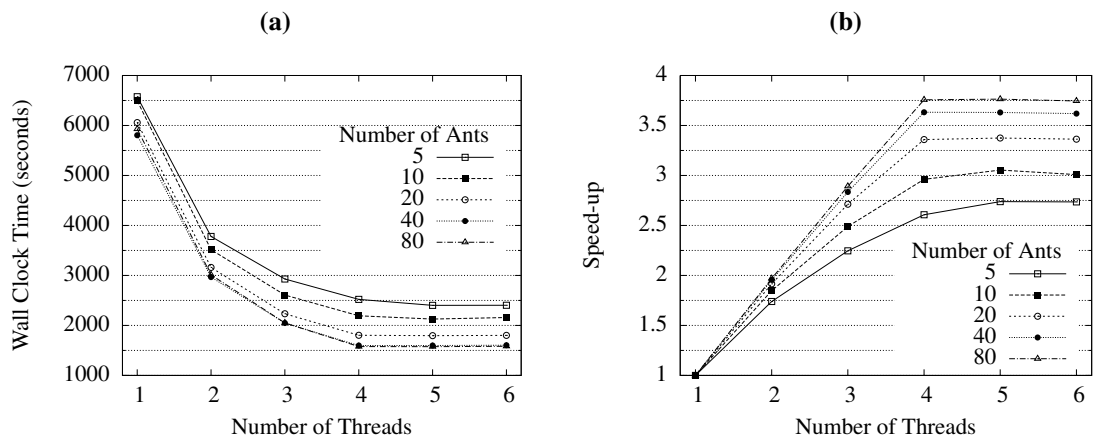 (a)
7000
6000
5000
4000
3000
2000
1000
Wall Clock Time (seconds)
Number of Ants
5
10
20
40
80
1 2 3 4 5 6
Number of Threads
(b)
4
3.5
3
2.5
2
1.5
1
Speed-up
Number of Ants
5
10
20
40
80
1 2 3 4 5 6
Number of Threads